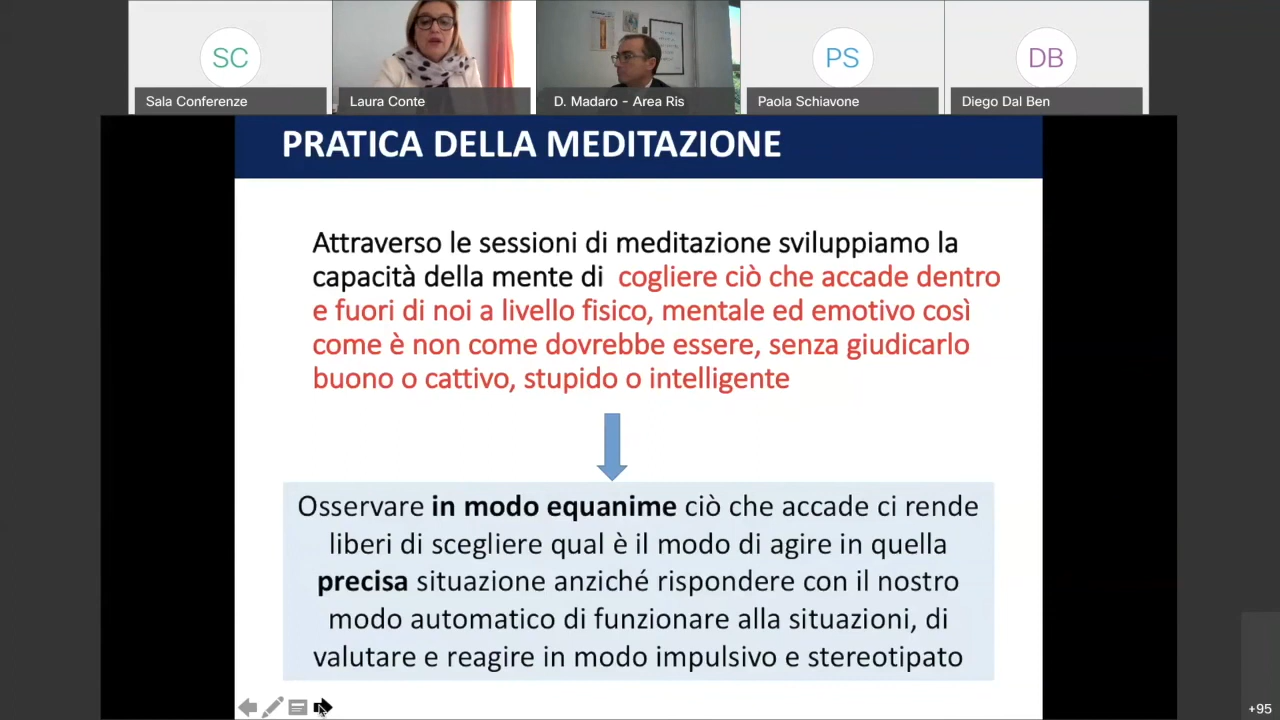 SC
PS
DB
Sala Conferenze
Laura Conte
D. Madaro - Area Ris
Paola Schiavone
Diego Dal Ben
PRATICA DELLA MEDITAZIONE
Attraverso le sessioni di meditazione sviluppiamo la
capacità della mente di cogliere ciò che accade dentro
e fuori di noi a livello fisico, mentale ed emotivo così
come è non come dovrebbe essere, senza giudicarlo
buono o cattivo, stupido o intelligente
Osservare in modo equanime ciò che accade ci rende
liberi di scegliere qual è il modo di agire in quella
precisa situazione anziché rispondere con il nostro
modo automatico di funzionare alla situazioni, di
valutare e reagire in modo impulsivo e stereotipato
+95